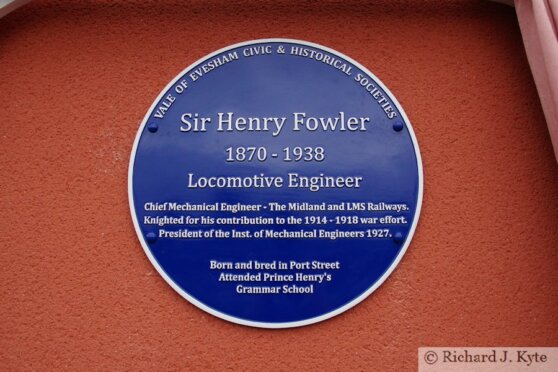 VALE OF EVESHAM CIVIC & HISTORICAL SOCIETIES
Sir Henry Fowler
1870 - 1938
Locomotive Engineer
Chief Mechanical Engineer - The Midland and LMS Railways.
Knighted for his contribution to the 1914 - 1918 war effort.
President of the Inst. of Mechanical Engineers 1927.
Born and bred in Port Street
Attended Prince Henry's
Grammar School
© Richard J. Kyte